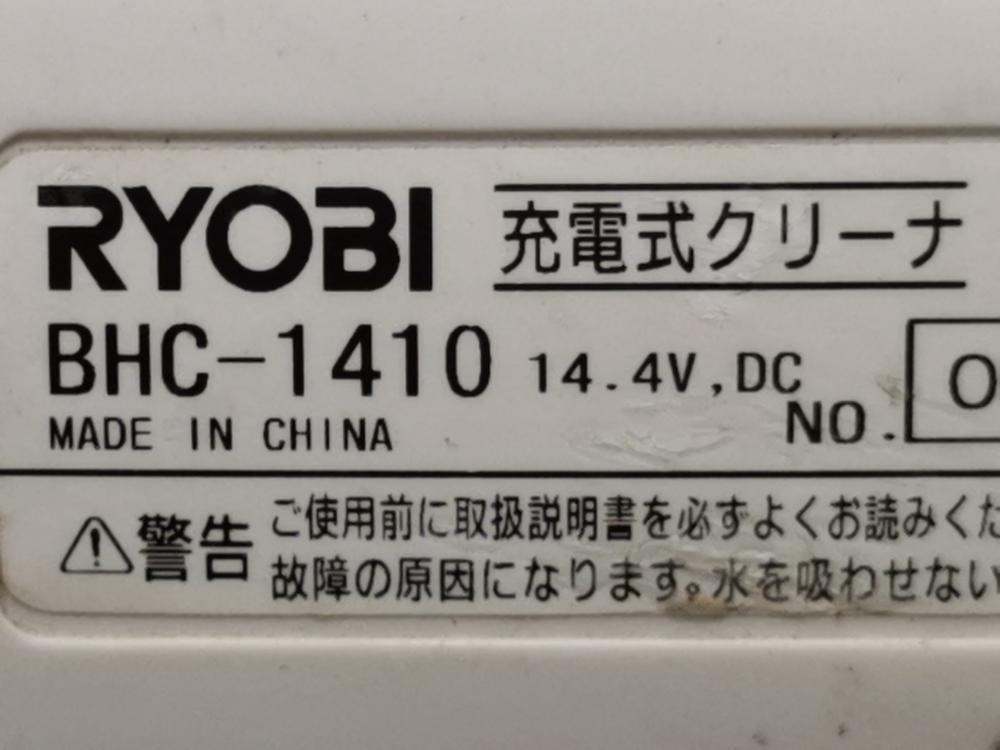 RYOBI 充電式クリーナ
BHC-1410 14.4V,DC
MADE IN CHINA NO.
警告 ご使用前に取扱説明書を必ずよくお読みくだ
故障の原因になります。水を吸わせない